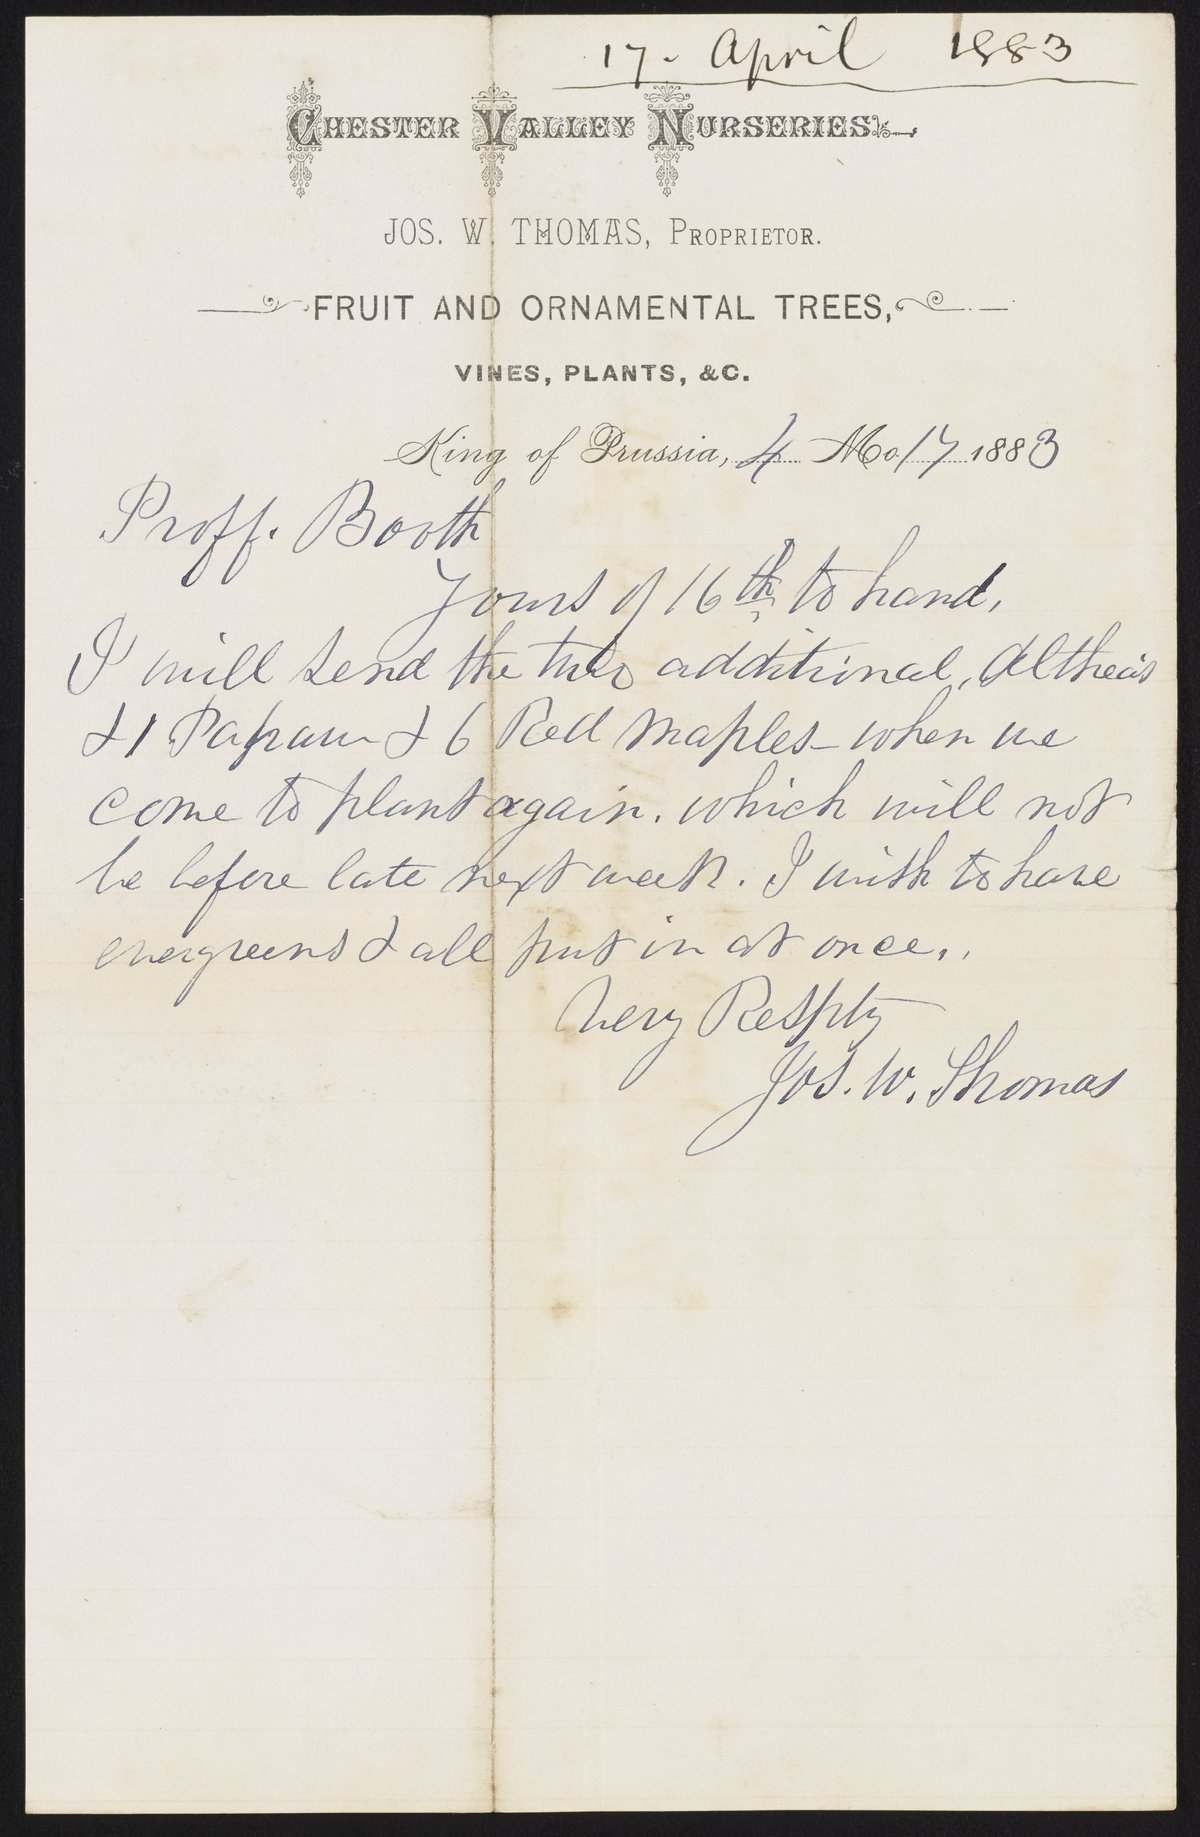 17. April 1883
CHESTER VALLEY NURSERIES.
JOS. W. THOMAS, PROPRIETOR.
FRUIT AND ORNAMENTAL TREES,
VINES, PLANTS, &C.
King of Prussia, 4 Mo 17 1883
Proff. Booth
Yours of 16th to hand,
I will send the two additional, Altheas
& 1 Papaw & 6 Red Maples - when we
come to plant again. which will not
be before late next week. I wish to have
evergreens & all put in at once.
Very Respty
Jos. W. Thomas